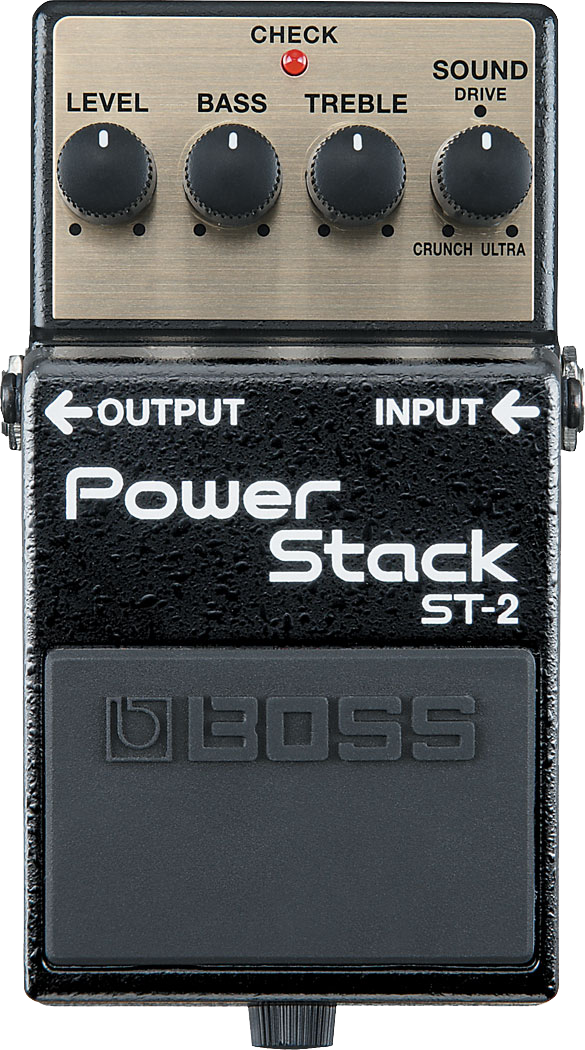 CHECK
LEVEL BASS TREBLE SOUND
DRIVE
CRUNCH ULTRA
OUTPUT INPUT
Power
Stack
ST-2
BOSS